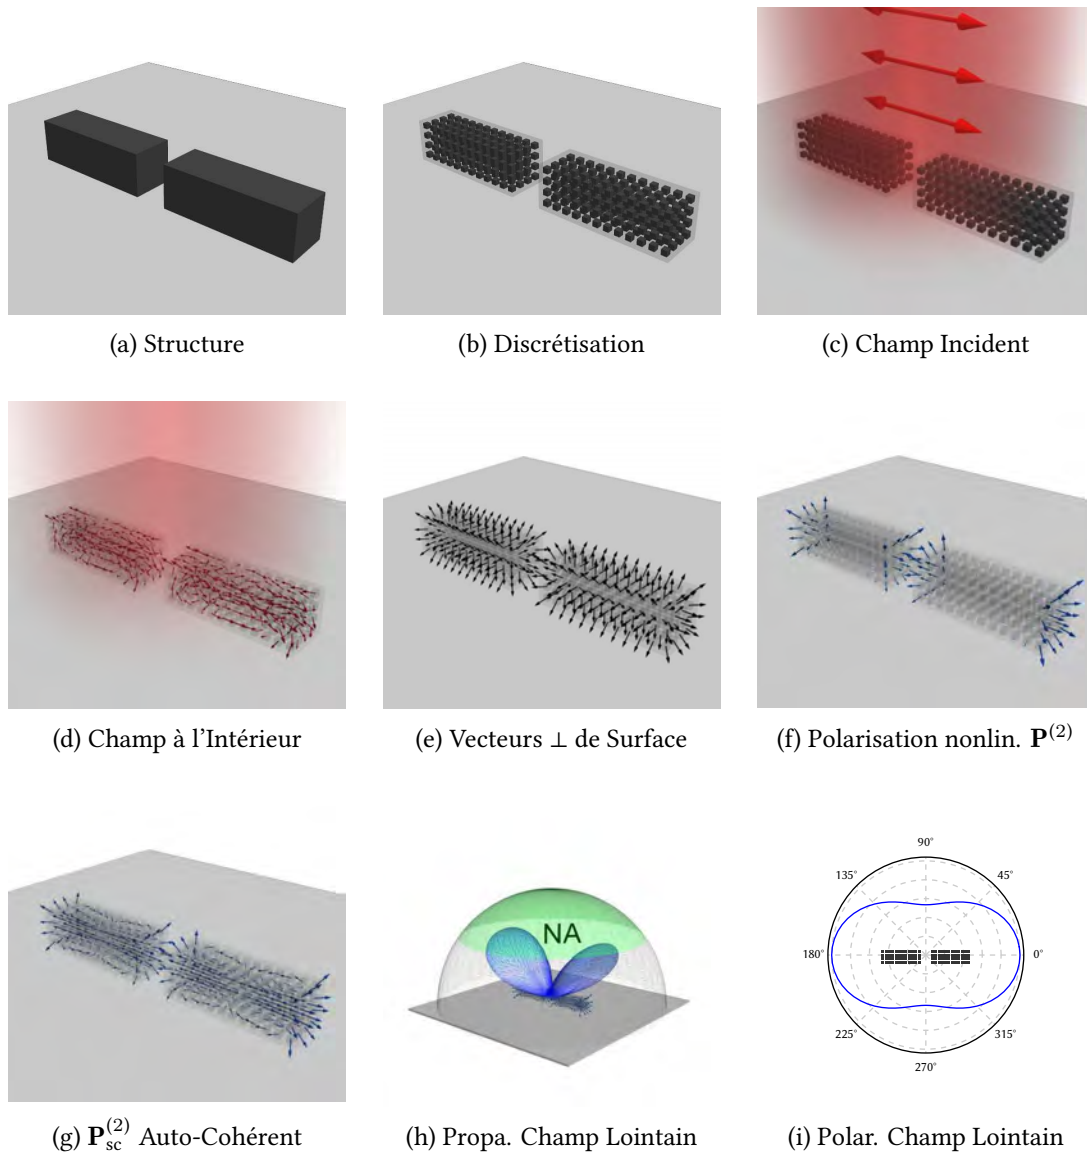 (a) Structure
(b) Discrétisation
(c) Champ Incident
(d) Champ à l'Intérieur
(e) Vecteurs ⊥ de Surface
(f) Polarisation nonlin. P^(2)
NA
90°
135°
45°
180°
0°
225°
315°
270°
(g) P_sc^(2) Auto-Cohérent
(h) Propa. Champ Lointain
(i) Polar. Champ Lointain